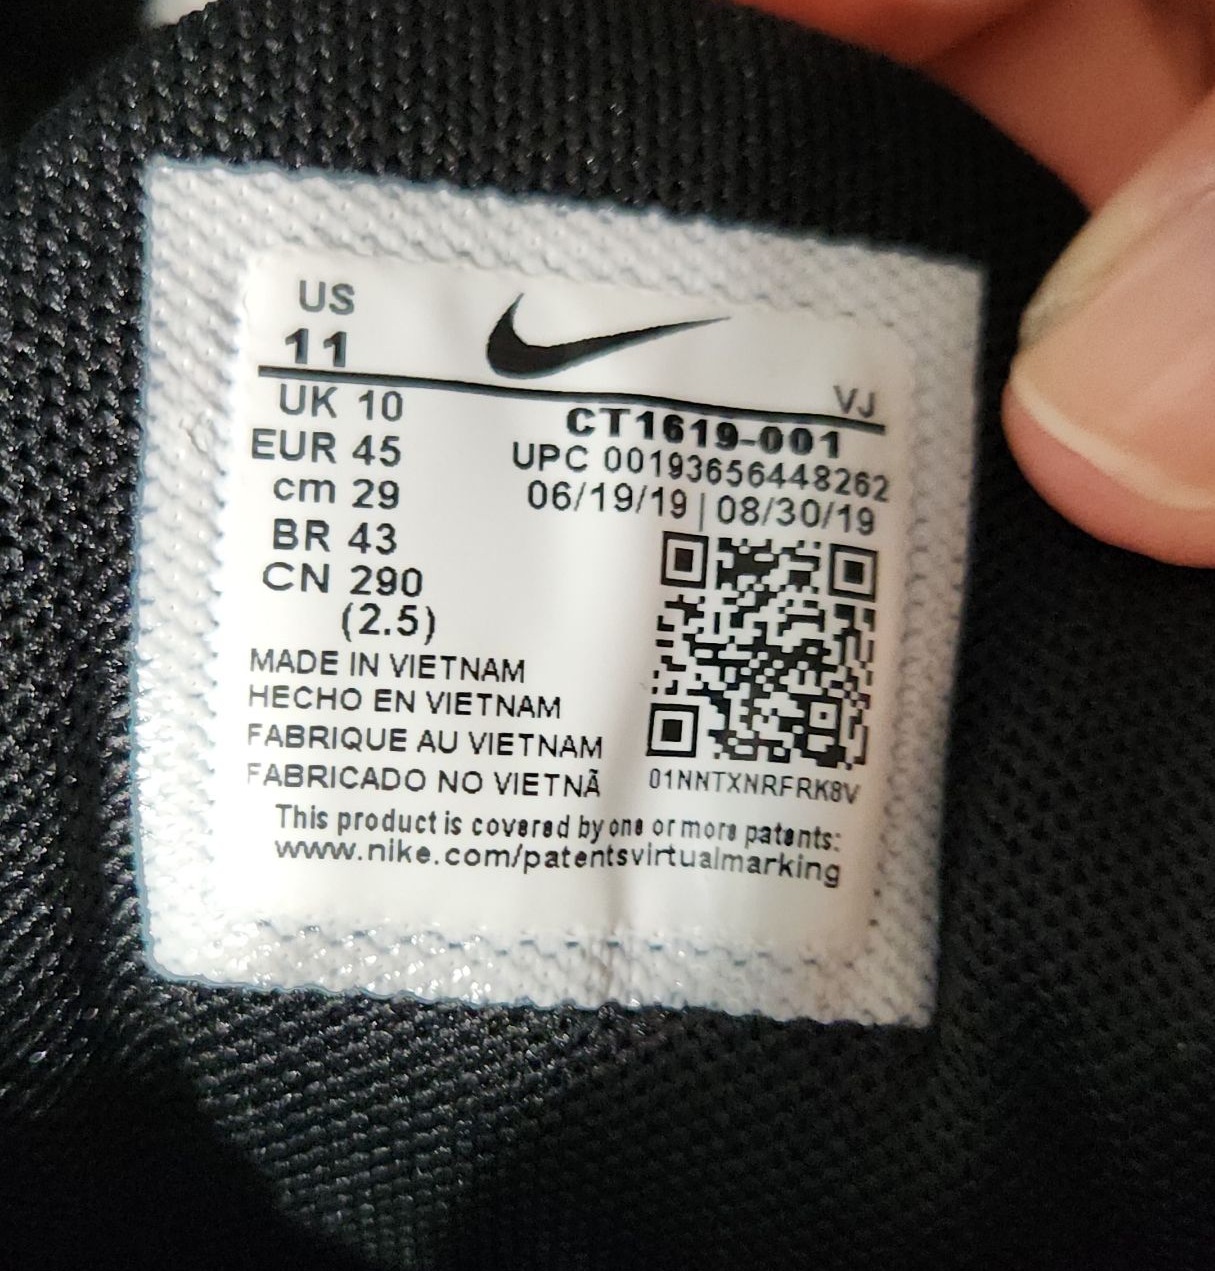 US
11
VJ
UK 10
EUR 45
cm 29
BR 43
CN 290
(2.5)
CT1619-001
UPC 00193656448262
06/19/19 | 08/30/19
MADE IN VIETNAM
HECHO EN VIETNAM
FABRIQUE AU VIETNAM
FABRICADO NO VIETNÃ
01NNTXNRFRK8V
This product is covered by one or more patents:
www.nike.com/patentsvirtualmarking